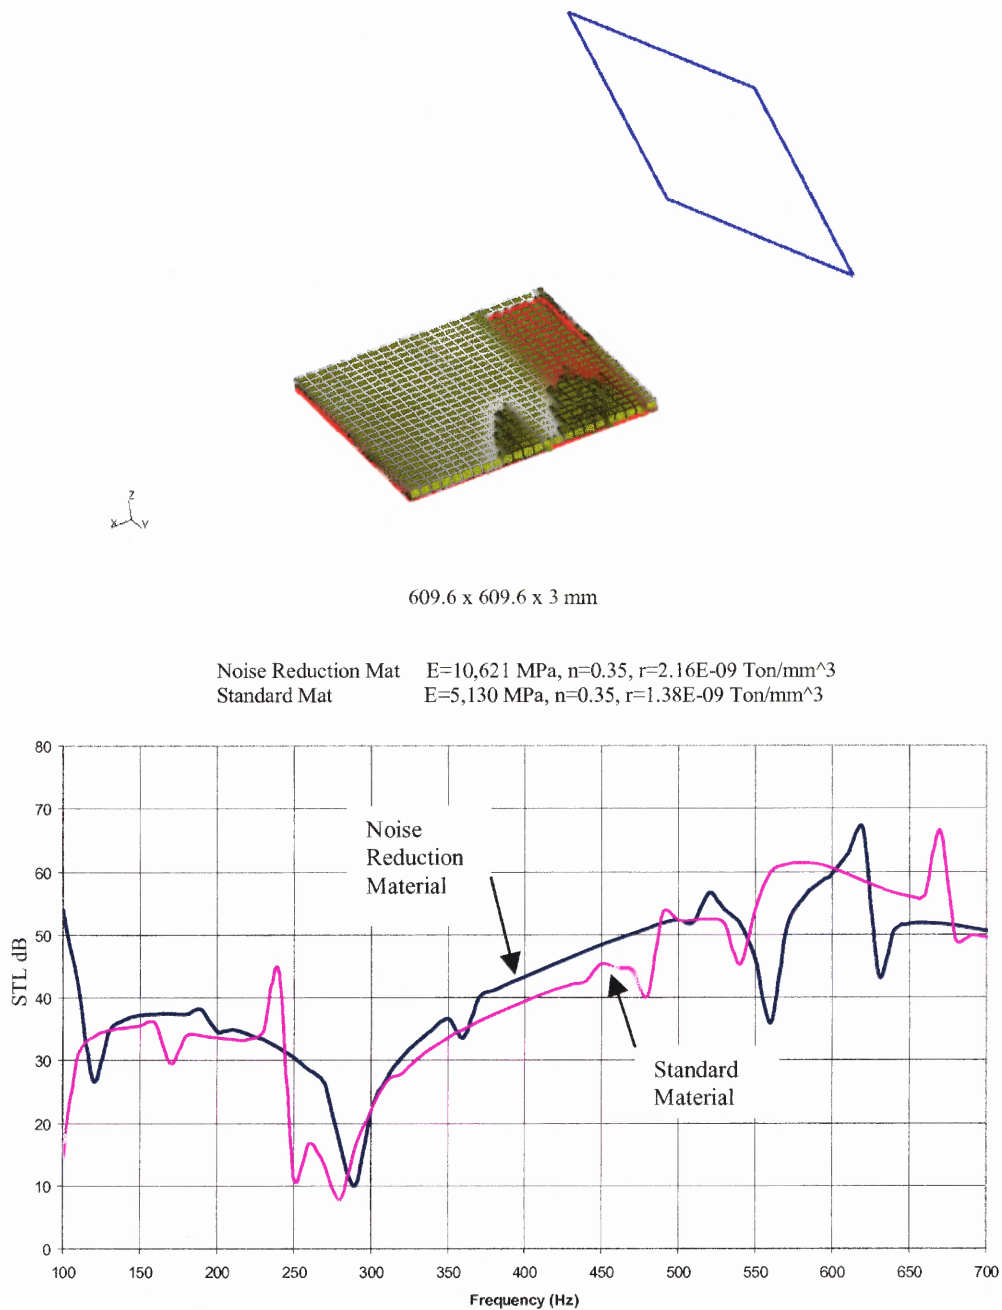 Z
X
Y
609.6 x 609.6 x 3 mm
Noise Reduction Mat E=10,621 MPa, n=0.35, r=2.16E-09 Ton/mm^3
Standard Mat E=5,130 MPa, n=0.35, r=1.38E-09 Ton/mm^3
80
70
60
50
40
30
20
10
0
STL dB
Noise
Reduction
Material
Standard
Material
100 150 200 250 300 350 400 450 500 550 600 650 700
Frequency (Hz)